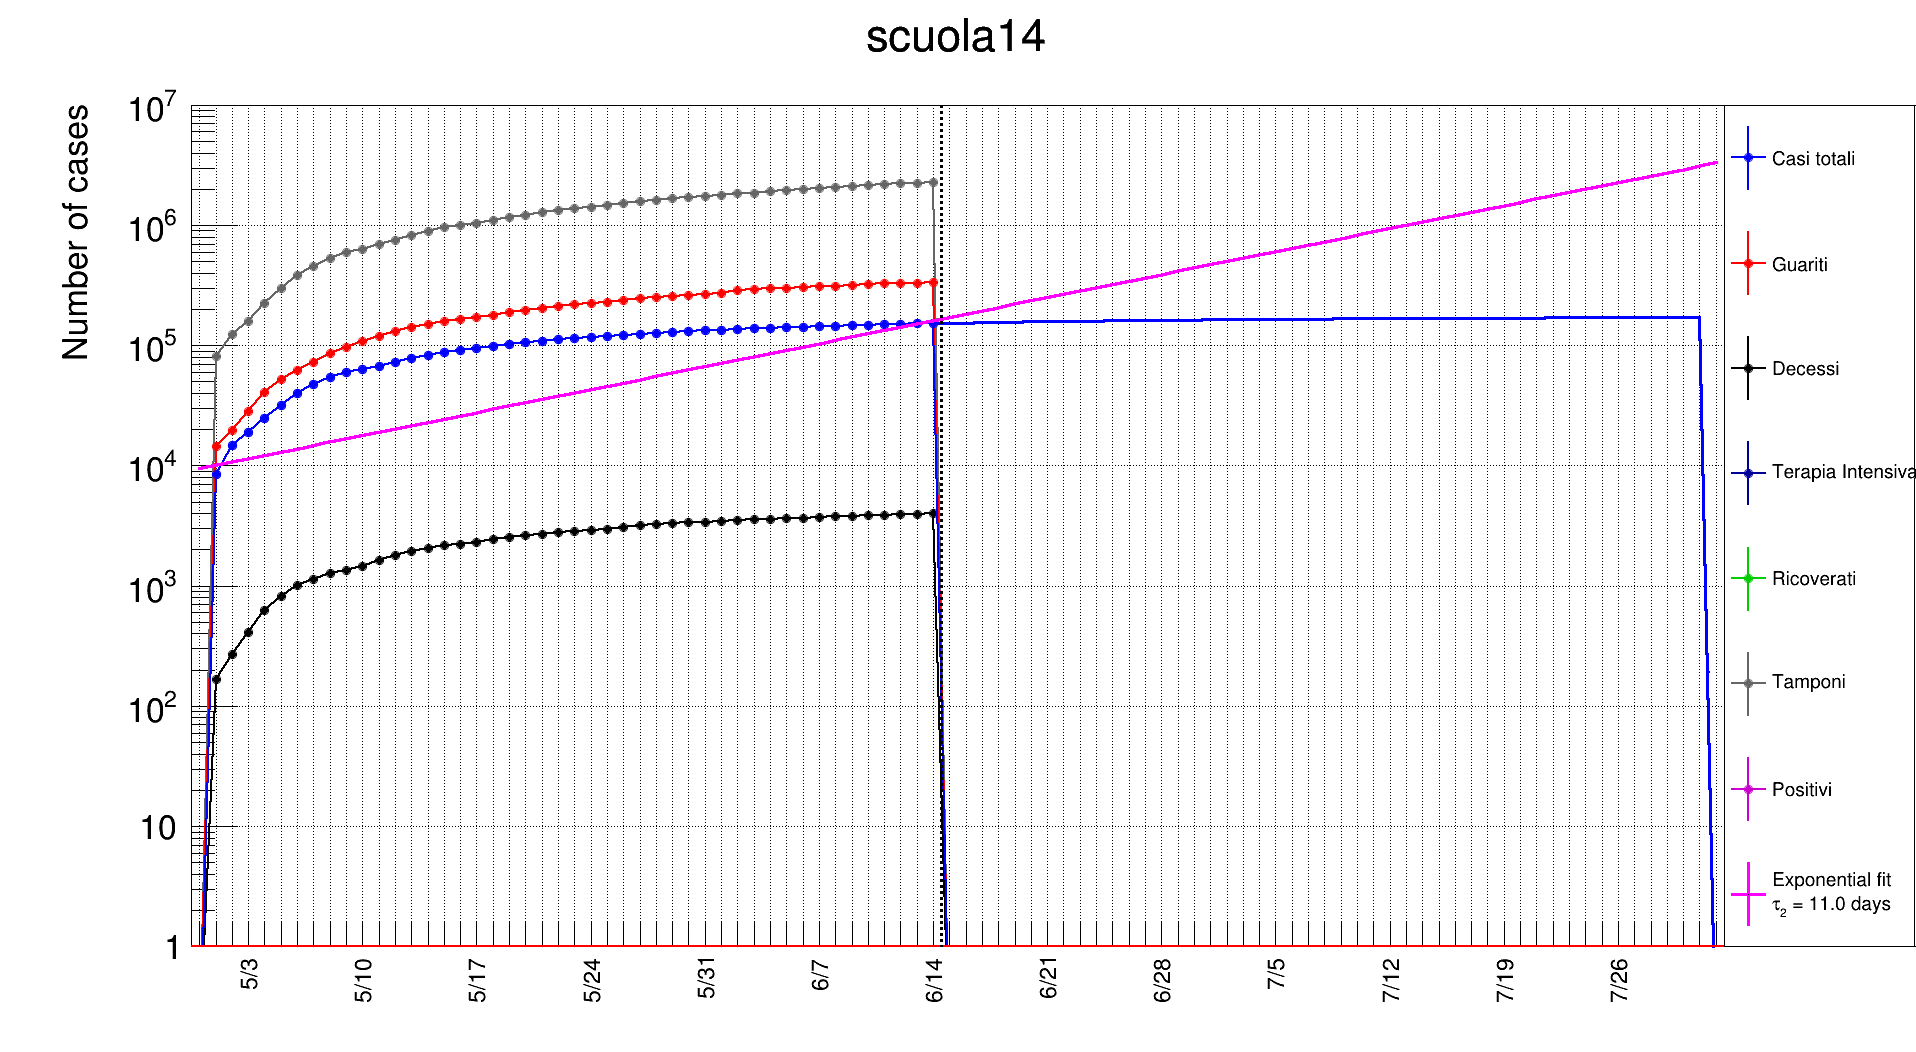 scuola14
Number of cases
10^7
10^6
10^5
10^4
10^3
10^2
10
1
5/3
5/10
5/17
5/24
5/31
6/7
6/14
6/21
6/28
7/5
7/12
7/19
7/26
Casi totali
Guariti
Decessi
Terapia Intensiva
Ricoverati
Tamponi
Positivi
Exponential fit
τ_2 = 11.0 days